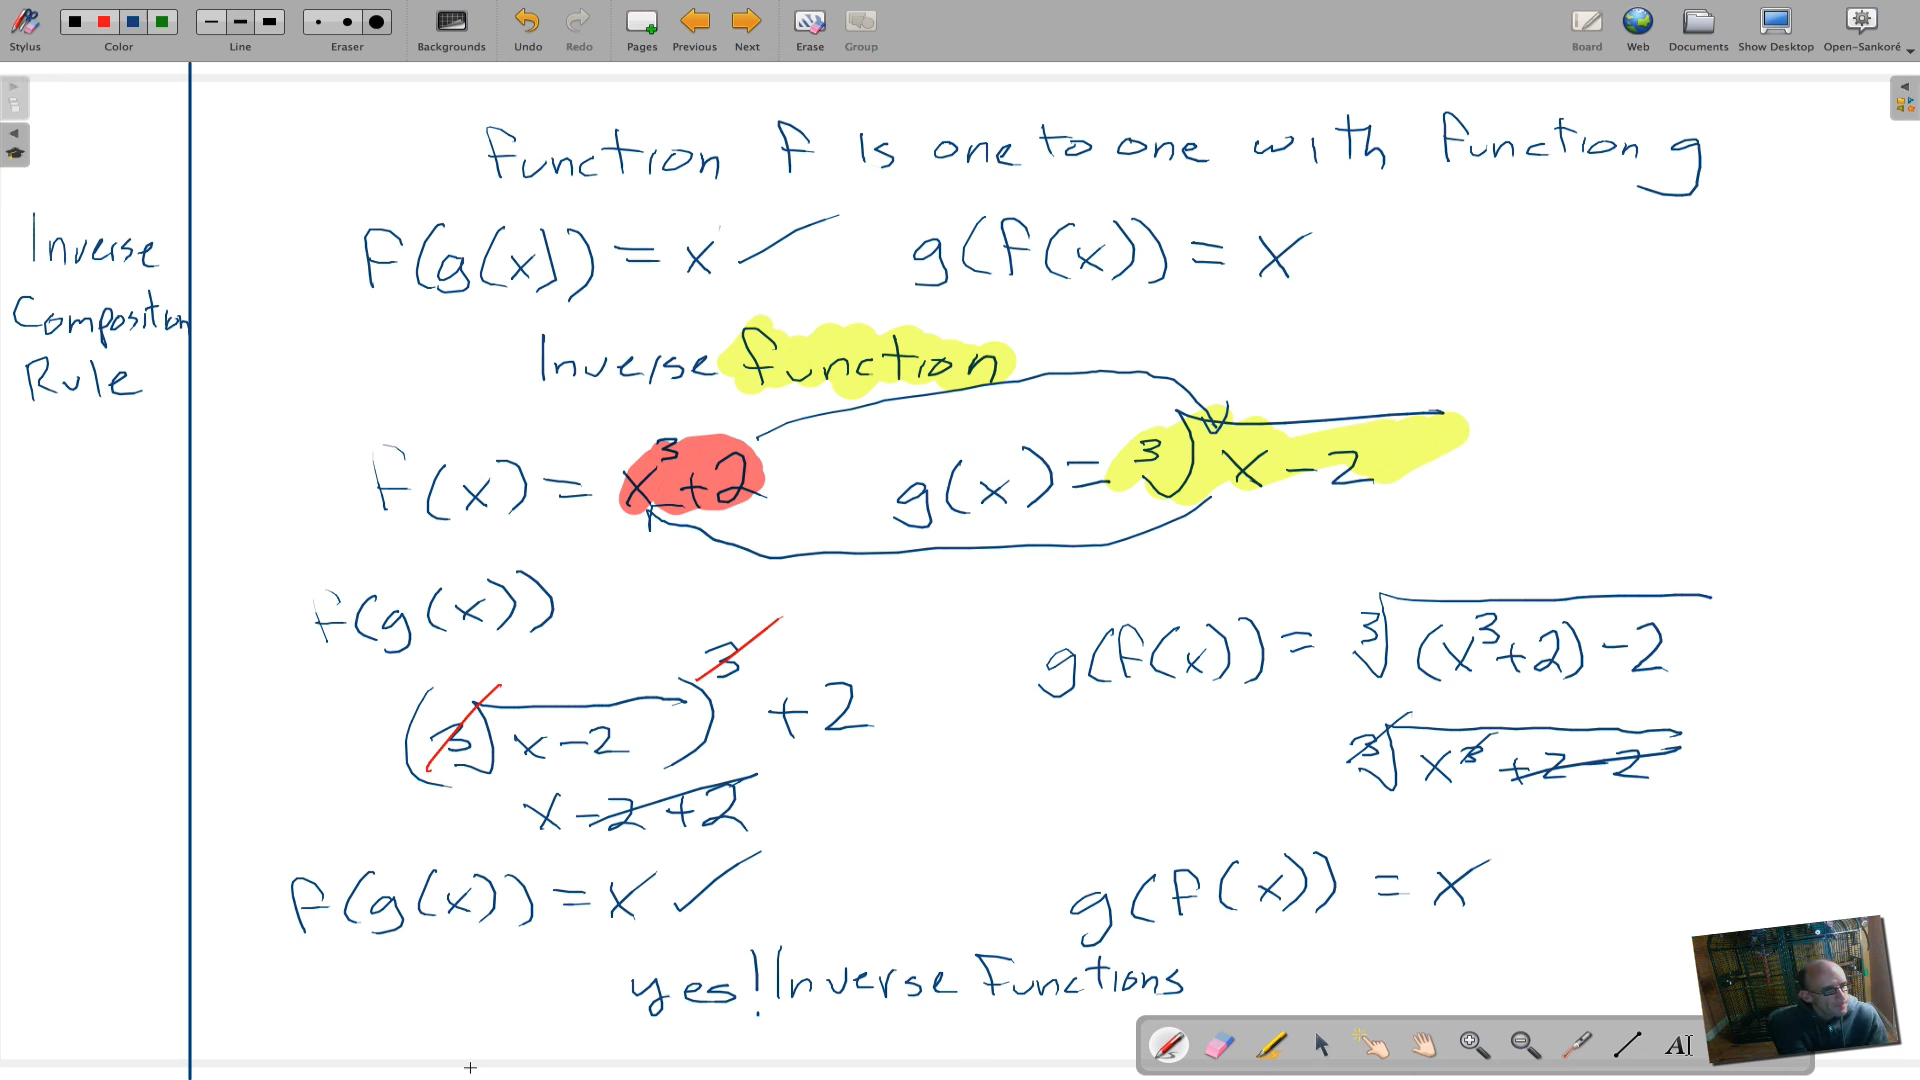 Stylus Color Line Eraser Backgrounds Undo Redo Pages Previous Next Erase Group Board Web Documents Show Desktop Open-Sankoré
function f is one to one with function g
Inverse
Composition
Rule
f(g(x)) = x ✓ g(f(x)) = x
Inverse function
f(x) = x³+2 g(x) = ∛x-2
f(g(x))
(∛x-2)³ + 2
x-2+2
f(g(x)) = x ✓
g(f(x)) = ∛(x³+2)-2
∛x³+2-2
g(f(x)) = x
yes! Inverse Functions